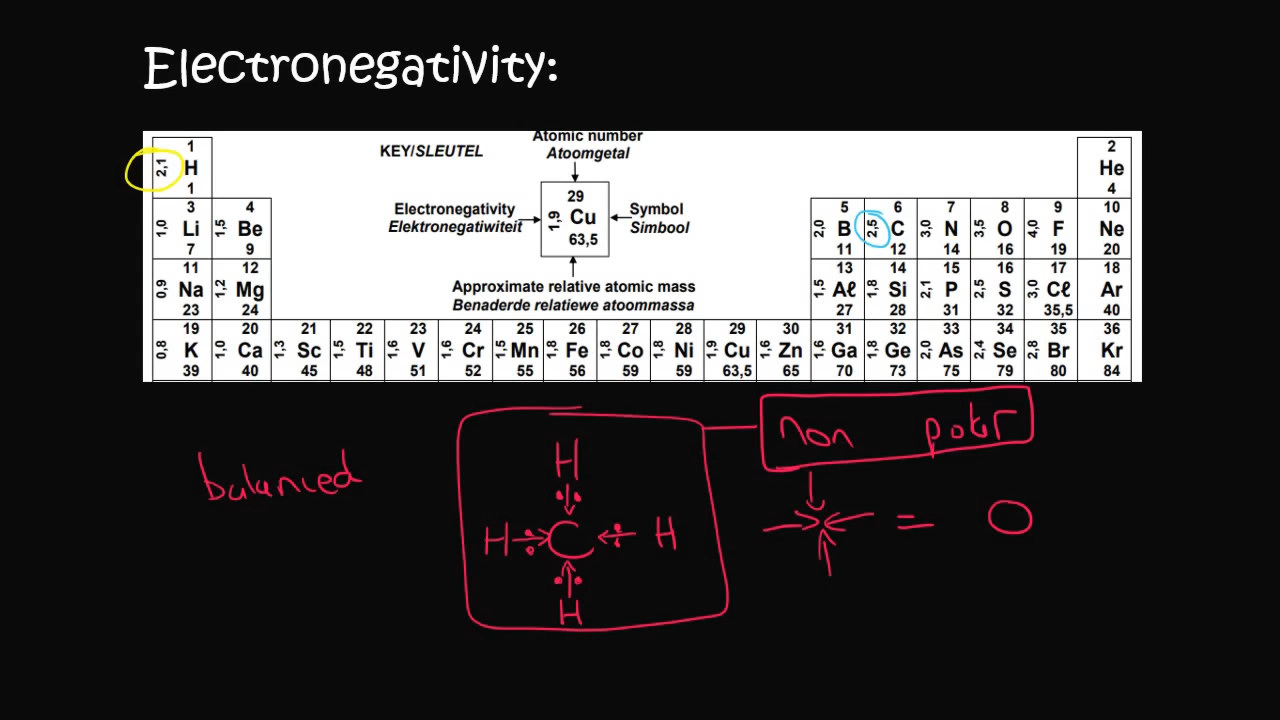 Electronegativity:
KEY/SLEUTEL
Atomic number
Atoomgetal
Electronegativity
Elektronegatiwiteit
29
1,9 Cu
63,5
Symbol
Simbool
Approximate relative atomic mass
Benaderde relatiewe atoommassa
1 2
2,1 H He
1 4
3 4 5 6 7 8 9 10
1,0 Li 1,5 Be 2,0 B 2,5 C 3,0 N 3,5 O 4,0 F Ne
7 9 11 12 14 16 19 20
11 12 13 14 15 16 17 18
0,9 Na 1,2 Mg 1,5 Aℓ 1,8 Si 2,1 P 2,5 S 3,0 Cℓ Ar
23 24 27 28 31 32 35,5 40
19 20 21 22 23 24 25 26 27 28 29 30 31 32 33 34 35 36
0,8 K 1,0 Ca 1,3 Sc 1,5 Ti 1,6 V 1,6 Cr 1,5 Mn 1,8 Fe 1,8 Co 1,8 Ni 1,9 Cu 1,6 Zn 1,6 Ga 1,8 Ge 2,0 As 2,4 Se 2,8 Br Kr
39 40 45 48 51 52 55 56 59 59 63,5 65 70 73 75 79 80 84
non polar
balanced
H
H C H
H
= 0